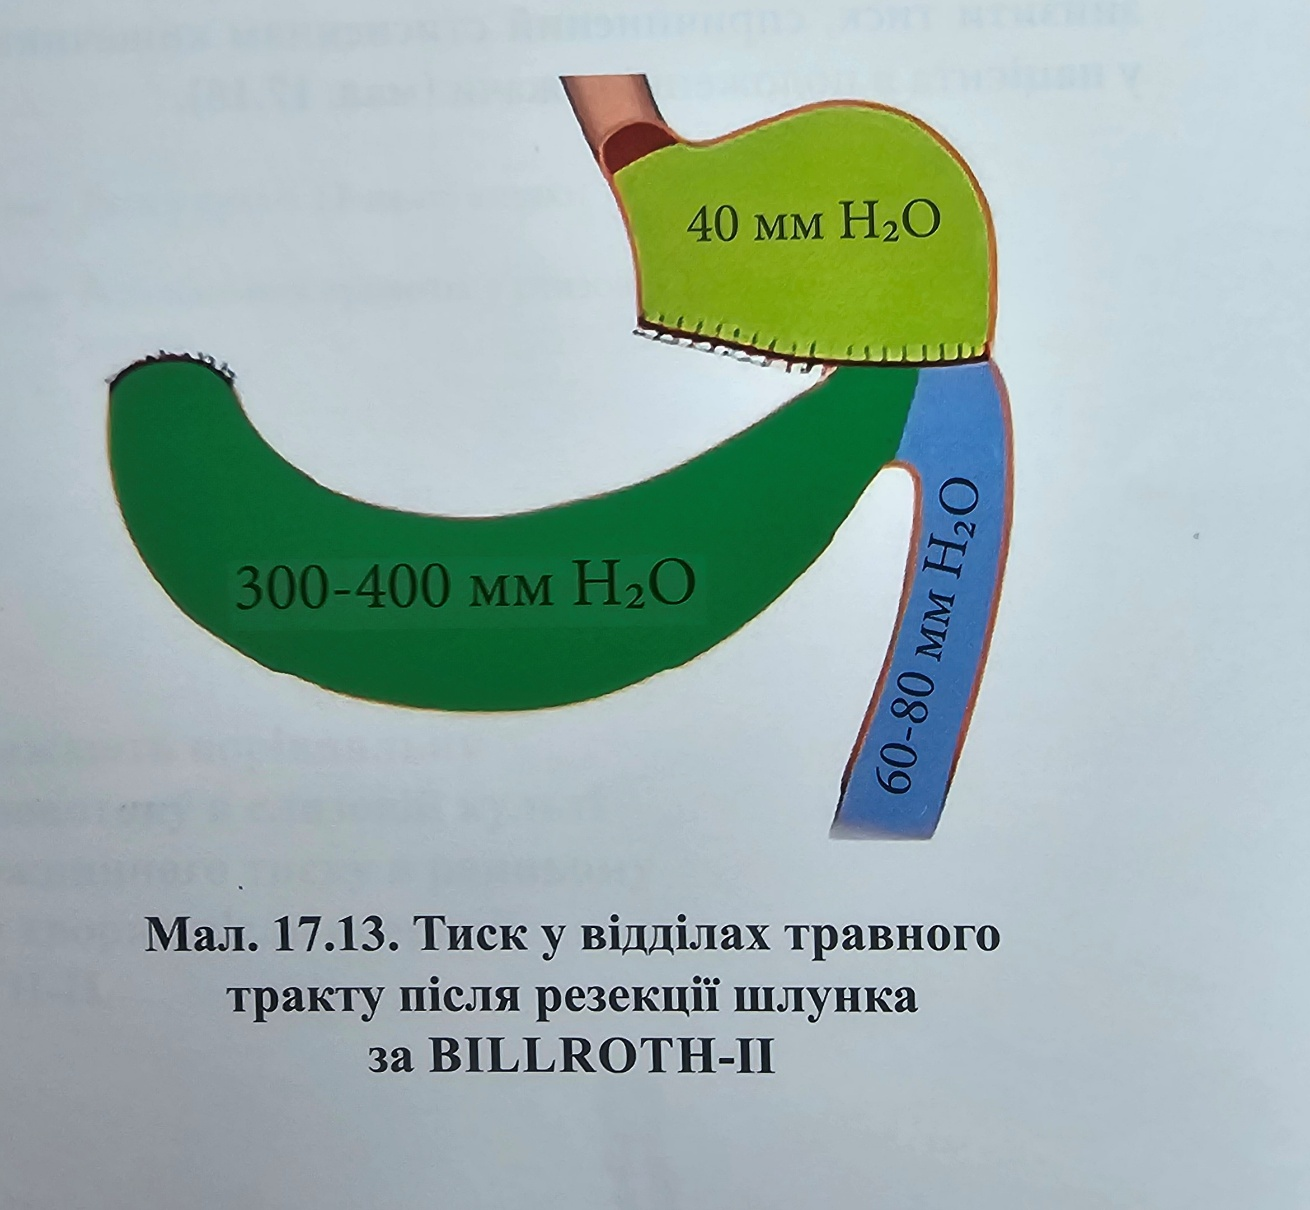 40 мм H₂O
300-400 мм H₂O
60-80 мм H₂O
Мал. 17.13. Тиск у відділах травного
тракту після резекції шлунка
за BILLROTH-II